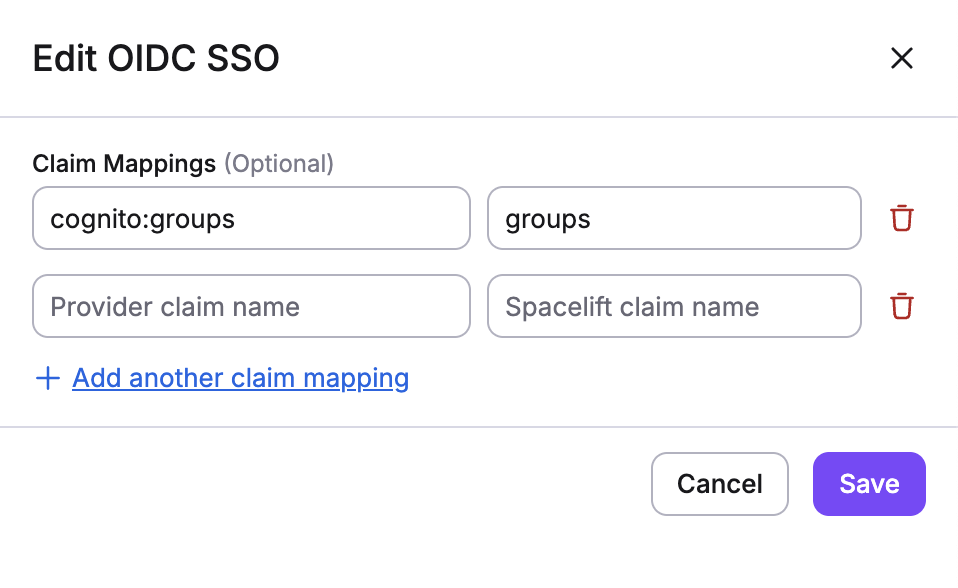 Edit OIDC SSO
Claim Mappings (Optional)
cognito:groups groups
Provider claim name Spacelift claim name
Add another claim mapping
Cancel Save